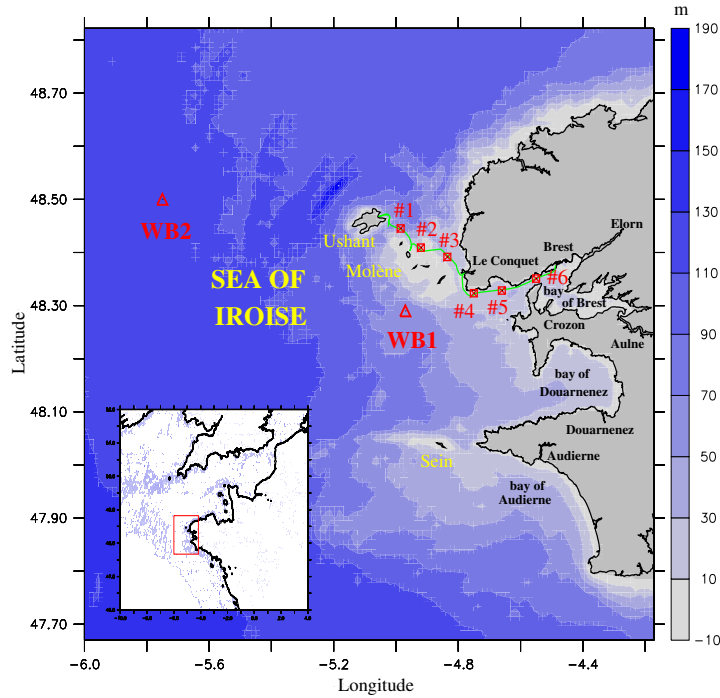 m
190
170
150
130
110
90
70
50
30
10
-10
48.70
48.50
48.30
48.10
47.90
47.70
Latitude
-6.0
-5.6
-5.2
-4.8
-4.4
Longitude
WB2
#1
#2
#3
Ushant
Molène
Le Conquet
Brest
Elorn
#6
bay
of Brest
SEA OF
IROISE
#4
#5
WB1
Crozon
Aulne
bay of
Douarnenez
Douarnenez
Sein
Audierne
bay of
Audierne